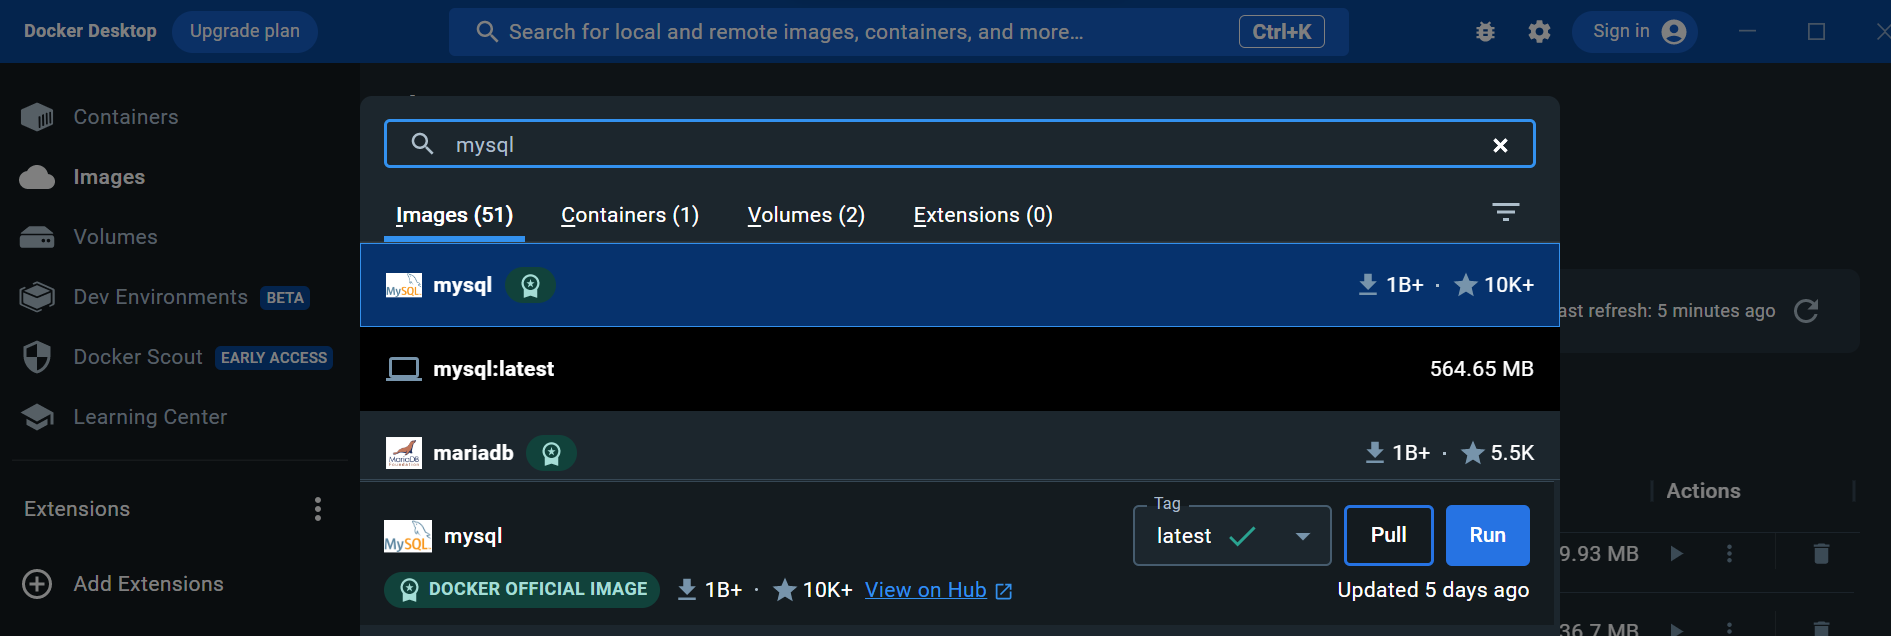 Docker Desktop Upgrade plan Search for local and remote images, containers, and more... Ctrl+K Sign in
Containers
Images
Volumes
Dev Environments BETA
Docker Scout EARLY ACCESS
Learning Center
Extensions
Add Extensions
mysql
Images (51) Containers (1) Volumes (2) Extensions (0)
MySQL mysql 1B+ · 10K+
mysql:latest 564.65 MB
MariaDB Foundation mariadb 1B+ · 5.5K
MySQL mysql Tag latest Pull Run
DOCKER OFFICIAL IMAGE 1B+ · 10K+ View on Hub Updated 5 days ago
ast refresh: 5 minutes ago
Actions
9.93 MB
36.7 MB